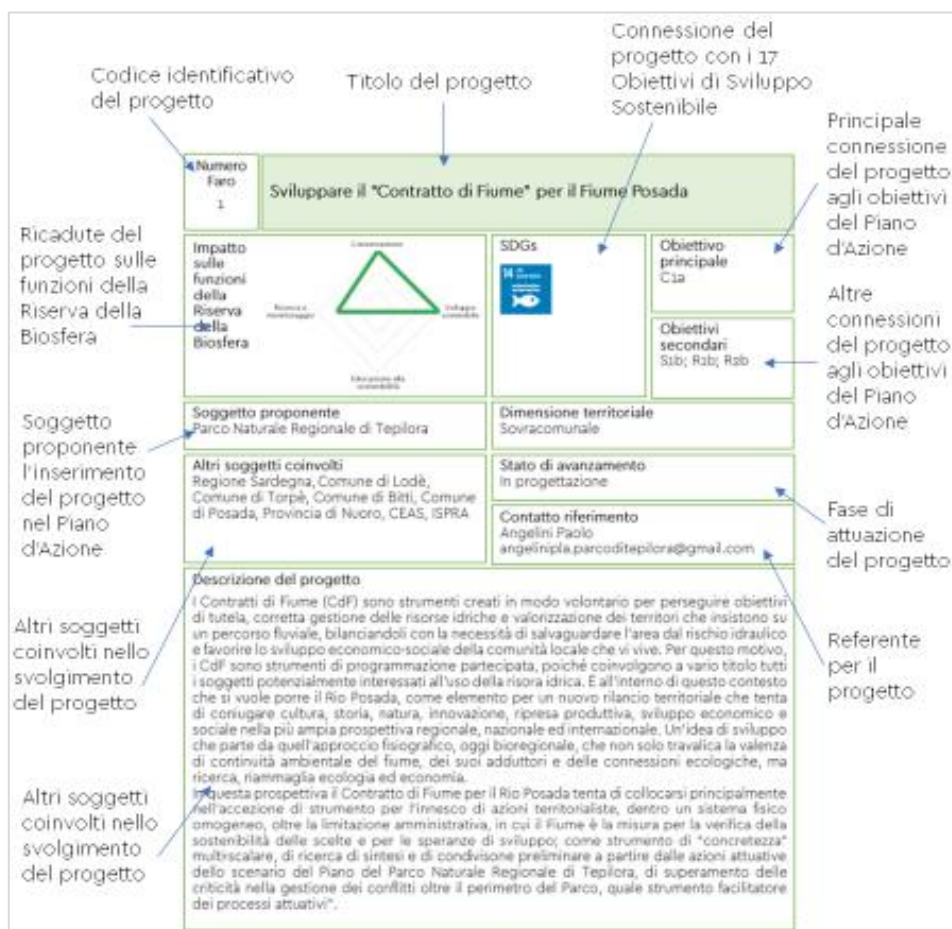 Codice identificativo
del progetto
Titolo del progetto
Connessione del
progetto con i 17
Obiettivi di Sviluppo
Sostenibile
Principale
connessione
del progetto
agli obiettivi
del Piano
d'Azione
Ricadute del
progetto sulle
funzioni della
Riserva della
Biosfera
Altre
connessioni
del progetto
agli obiettivi
del Piano
d'Azione
Soggetto
proponente
l'inserimento
del progetto
nel Piano
d'Azione
Fase di
attuazione
del progetto
Altri soggetti
coinvolti nello
svolgimento
del progetto
Referente
per il
progetto
Altri soggetti
coinvolti nello
svolgimento
del progetto
Numero
Faro
1
Sviluppare il "Contratto di Fiume" per il Fiume Posada
Impatto
sulle
funzioni
della
Riserva
della
Biosfera
Conservazione
Ricerca e
monitoraggio
Sviluppo
sostenibile
Educazione alla
sostenibilità
SDGs
14
Obiettivo
principale
C1a
Obiettivi
secondari
S1b; R1b; R2b
Soggetto proponente
Parco Naturale Regionale di Tepilora
Dimensione territoriale
Sovracomunale
Altri soggetti coinvolti
Regione Sardegna, Comune di Lodè,
Comune di Torpè, Comune di Bitti, Comune
di Posada, Provincia di Nuoro, CEAS, ISPRA
Stato di avanzamento
In progettazione
Contatto riferimento
Angelini Paolo
angelinipla.parcoditepilora@gmail.com
Descrizione del progetto
I Contratti di Fiume (CdF) sono strumenti creati in modo volontario per perseguire obiettivi
di tutela, corretta gestione delle risorse idriche e valorizzazione dei territori che insistono su
un percorso fluviale, bilanciandoli con la necessità di salvaguardare l'area dal rischio idraulico
e favorire lo sviluppo economico-sociale della comunità locale che vi vive. Per questo motivo,
i CdF sono strumenti di programmazione partecipata, poiché coinvolgono a vario titolo tutti
i soggetti potenzialmente interessati all'uso della risora idrica. E all'interno di questo contesto
che si vuole porre il Rio Posada, come elemento per un nuovo rilancio territoriale che tenta
di coniugare cultura, storia, natura, innovazione, ripresa produttiva, sviluppo economico e
sociale nella più ampia prospettiva regionale, nazionale ed internazionale. Un'idea di sviluppo
che parte da quell'approccio fisiografico, oggi bioregionale, che non solo travalica la valenza
di continuità ambientale del fiume, dei suoi adduttori e delle connessioni ecologiche, ma
ricerca, riammaglia ecologia ed economia.
In questa prospettiva il Contratto di Fiume per il Rio Posada tenta di collocarsi principalmente
nell'accezione di strumento per l'innesco di azioni territorialiste, dentro un sistema fisico
omogeneo, oltre la limitazione amministrativa, in cui il Fiume è la misura per la verifica della
sostenibilità delle scelte e per le speranze di sviluppo; come strumento di "concretezza"
multi-scalare, di ricerca di sintesi e di condivisone preliminare a partire dalle azioni attuative
dello scenario del Piano del Parco Naturale Regionale di Tepilora, di superamento delle
criticità nella gestione dei conflitti oltre il perimetro del Parco, quale strumento facilitatore
dei processi attuativi".